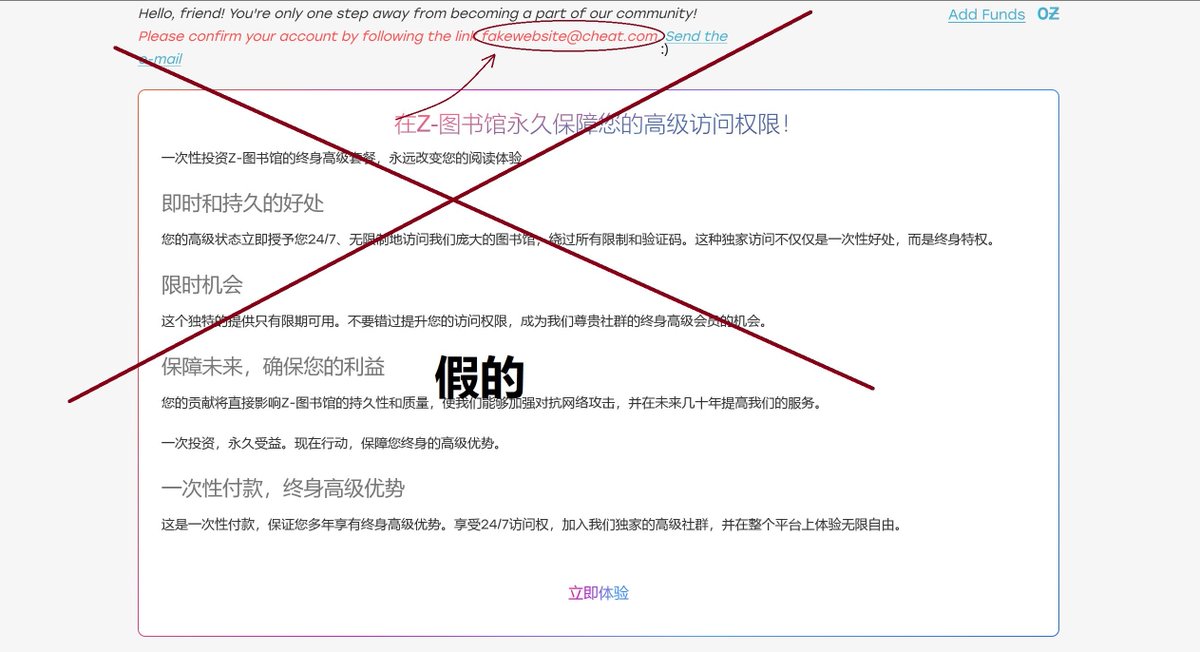 Hello, friend! You're only one step away from becoming a part of our community!
Add Funds 0Ƶ
Please confirm your account by following the link fakewebsite@cheat.com. Send the
e-mail
:)
在Z-图书馆永久保障您的高级访问权限！
一次性投资Z-图书馆的终身高级套餐，永远改变您的阅读体验。
即时和持久的好处
您的高级状态立即授予您24/7、无限制地访问我们庞大的图书馆，绕过所有限制和验证码。这种独家访问不仅仅是一次性好处，而是终身特权。
限时机会
这个独特的提供只有限期可用。不要错过提升您的访问权限，成为我们尊贵社群的终身高级会员的机会。
保障未来，确保您的利益
假的
您的贡献将直接影响Z-图书馆的持久性和质量，使我们能够加强对抗网络攻击，并在未来几十年提高我们的服务。
一次投资，永久受益。现在行动，保障您终身的高级优势。
一次性付款，终身高级优势
这是一次性付款，保证您多年享有终身高级优势。享受24/7访问权，加入我们独家的高级社群，并在整个平台上体验无限自由。
立即体验